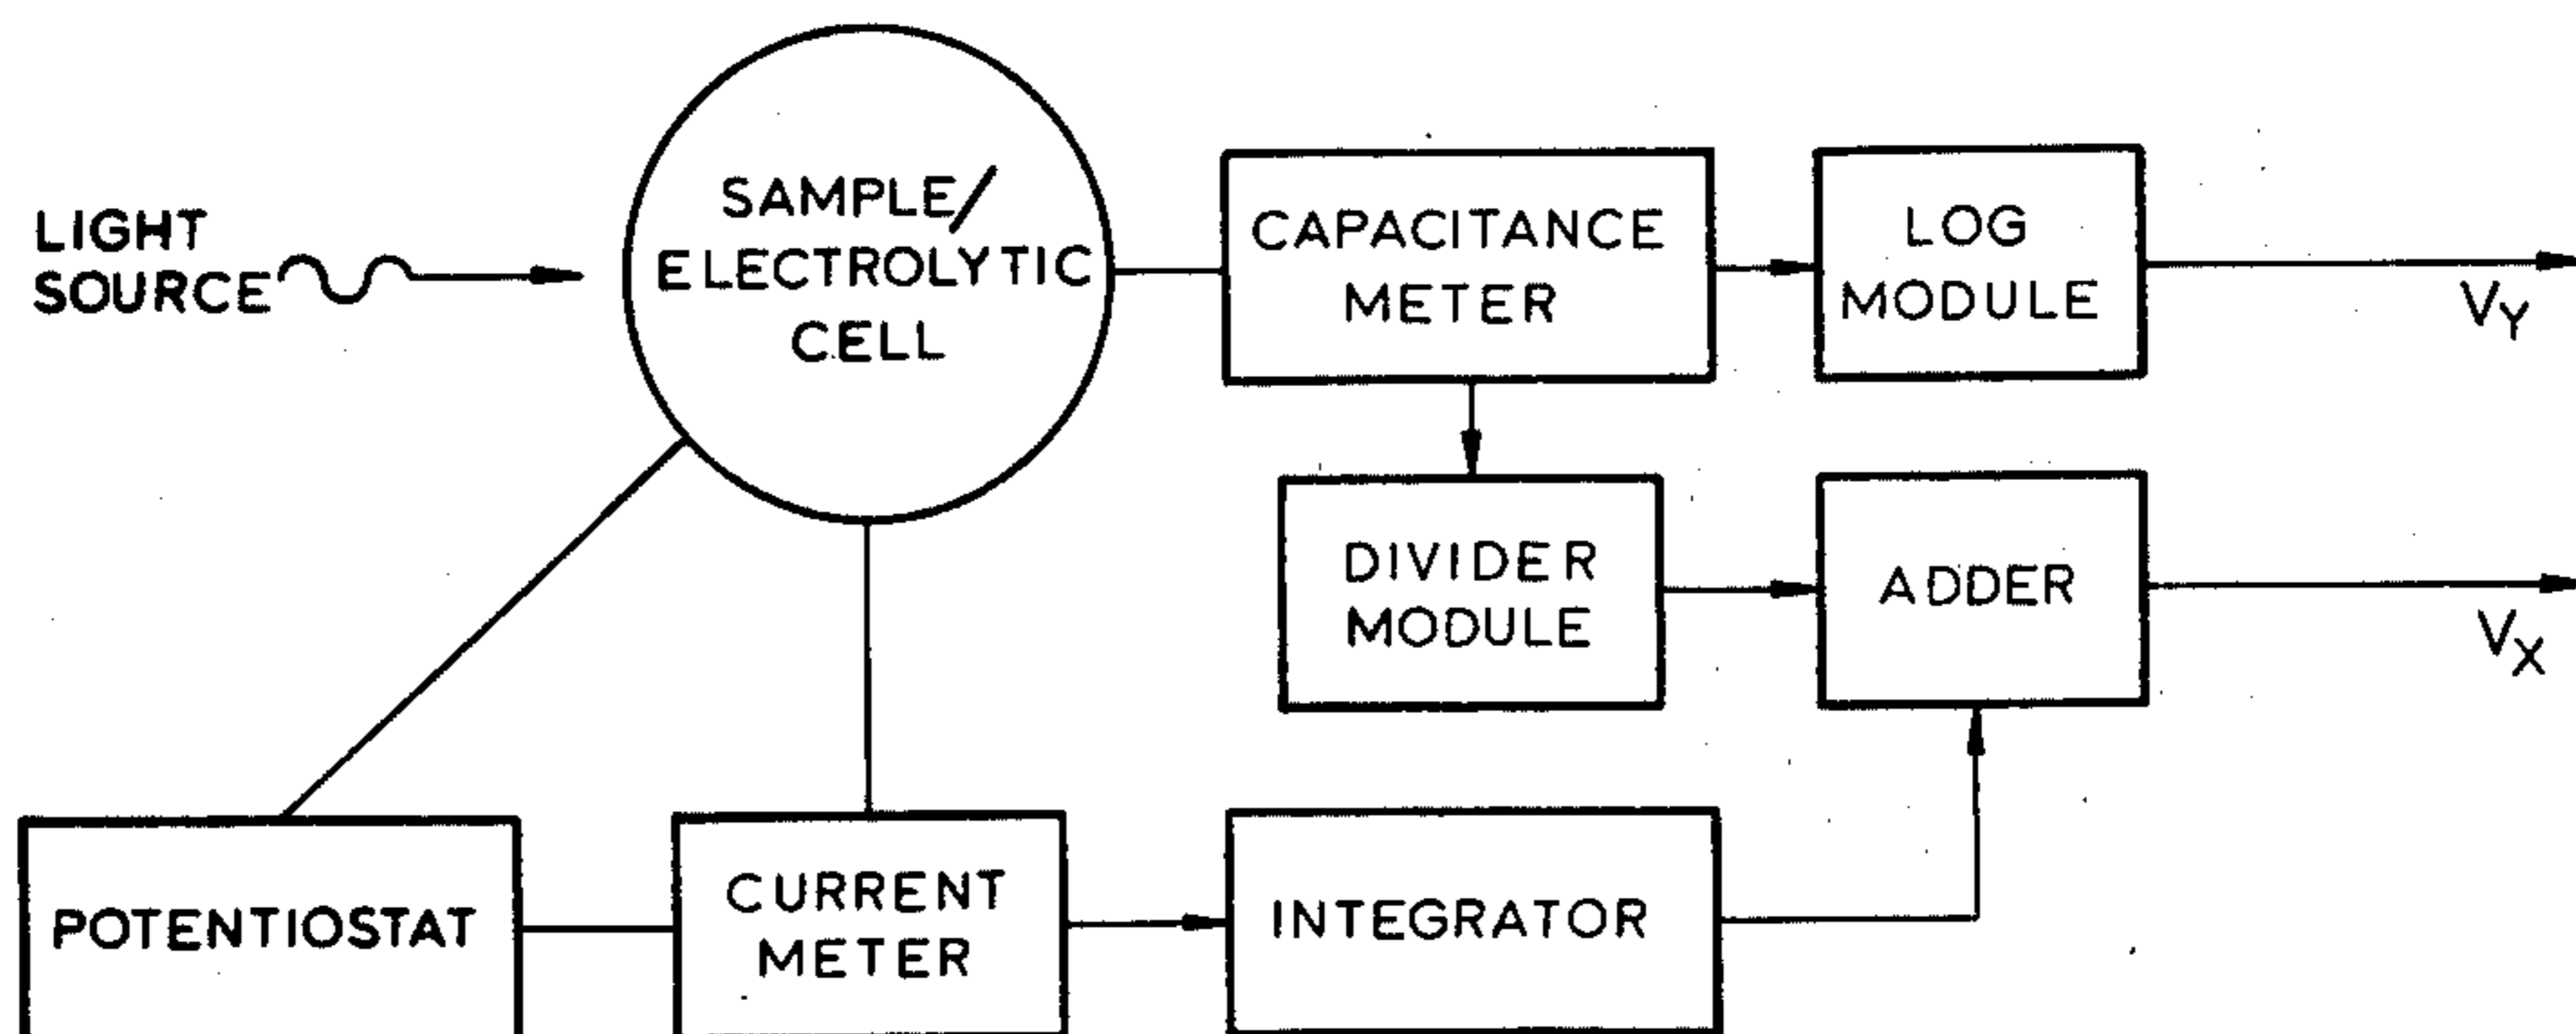 LIGHT
SOURCE
SAMPLE/
ELECTROLYTIC
CELL
CAPACITANCE
METER
LOG
MODULE
VY
DIVIDER
MODULE
ADDER
VX
POTENTIOSTAT
CURRENT
METER
INTEGRATOR